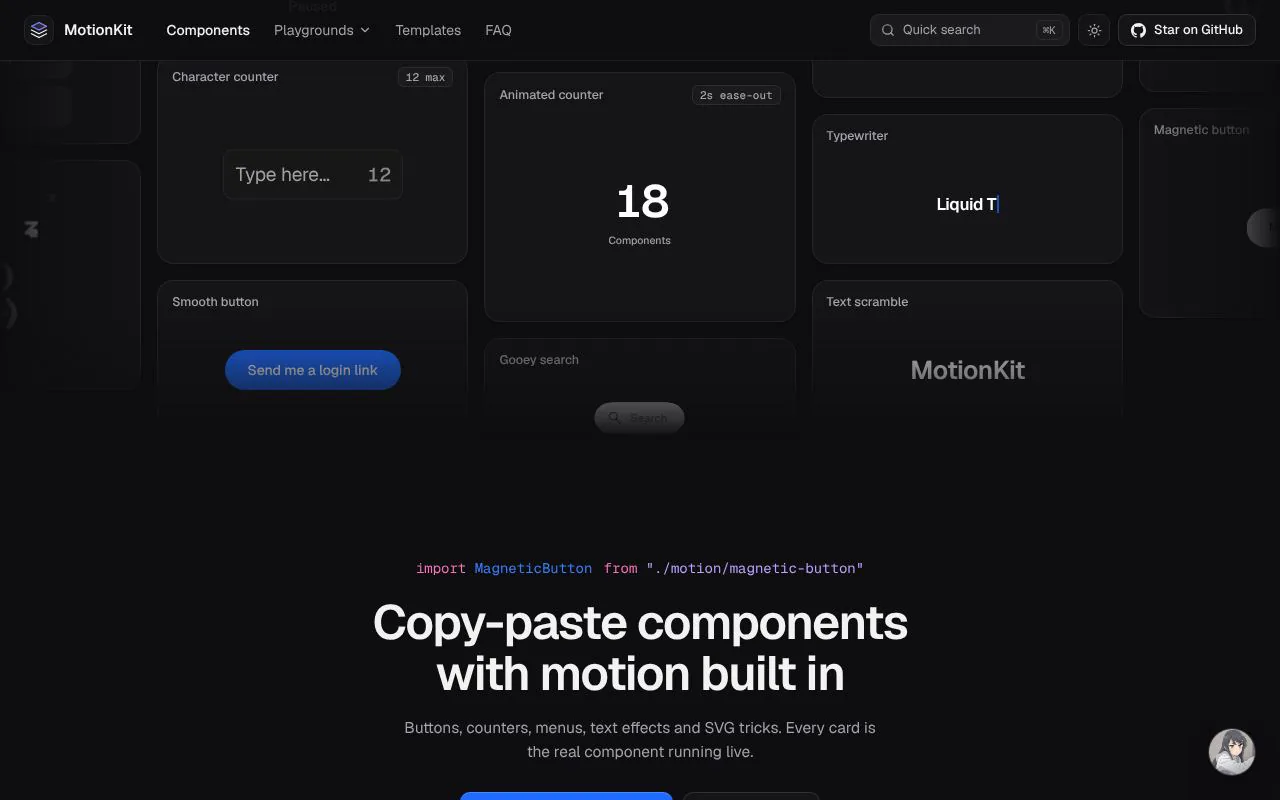 Paused
MotionKit
Components
Playgrounds
Templates
FAQ
Quick search
⌘K
Star on GitHub
Character counter
12 max
Type here...
12
Animated counter
2s ease-out
18
Components
Typewriter
Liquid T
Magnetic button
Smooth button
Send me a login link
Gooey search
Search
Text scramble
MotionKit
import MagneticButton from "./motion/magnetic-button"
Copy-paste components
with motion built in
Buttons, counters, menus, text effects and SVG tricks. Every card is
the real component running live.